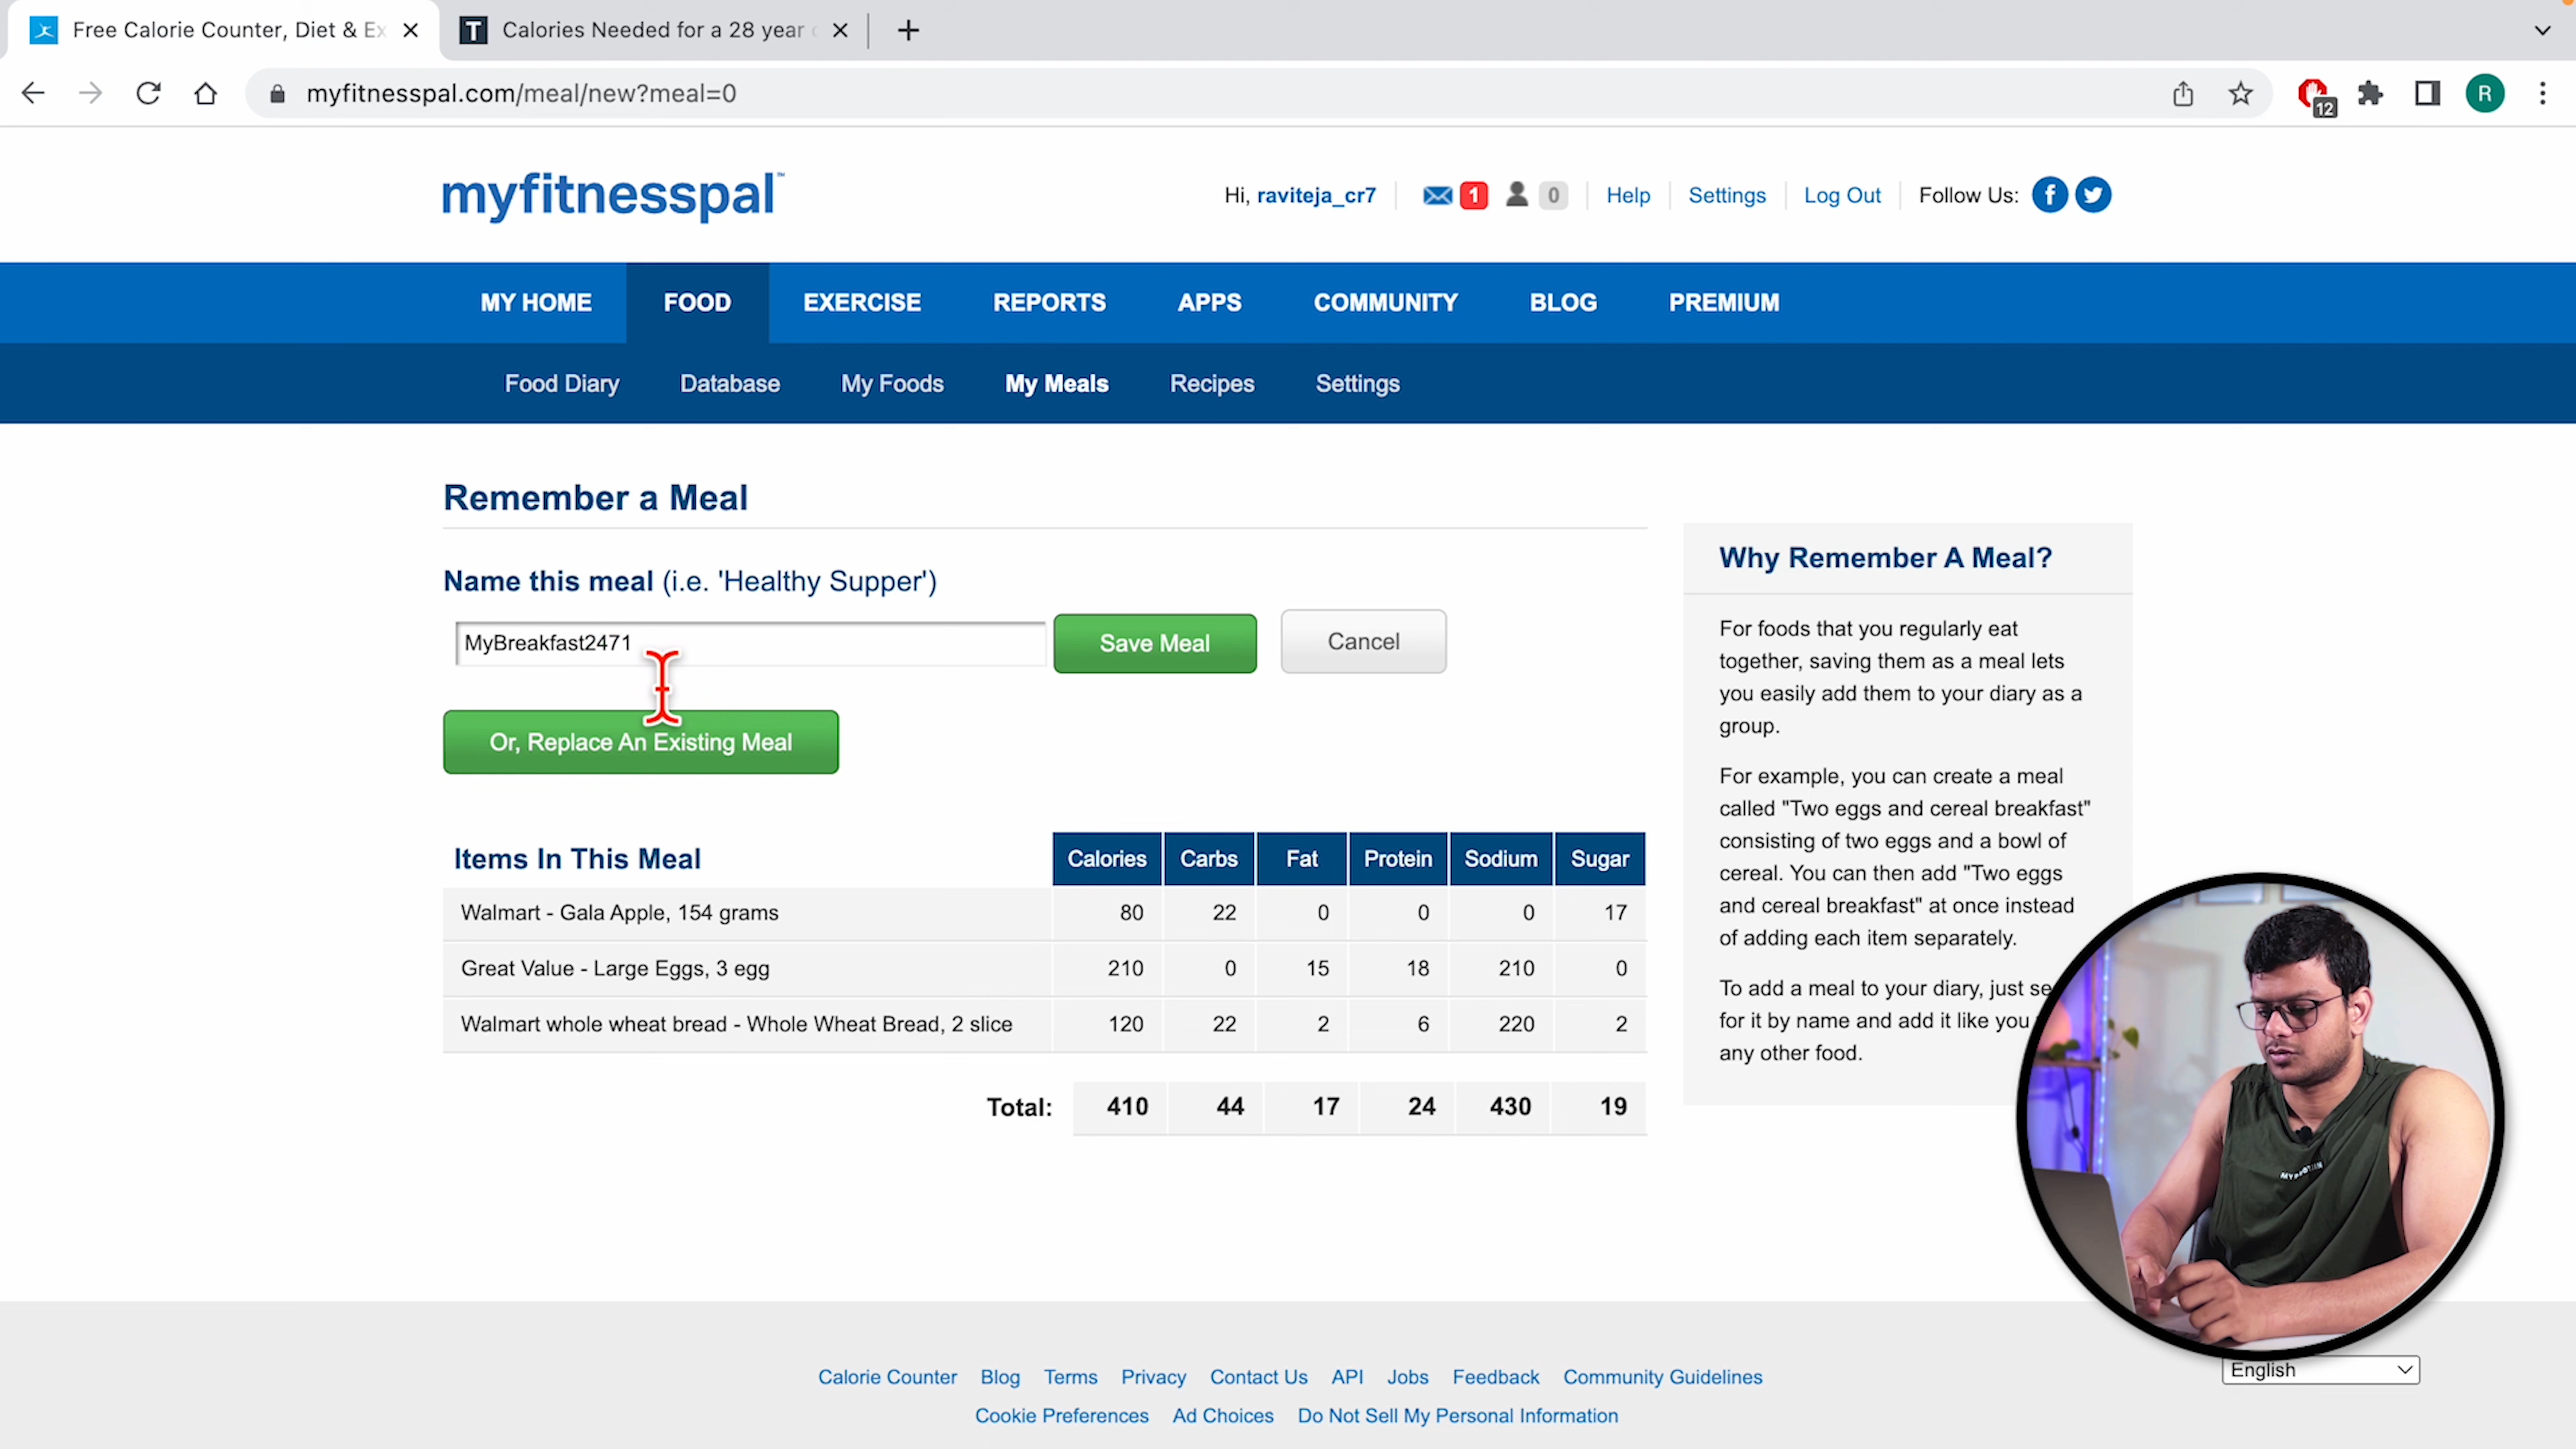 Free Calorie Counter, Diet & Ex
Calories Needed for a 28 year
myfitnesspal.com/meal/new?meal=0
12
R
myfitnesspal™
Hi, raviteja_cr7
1
0
Help
Settings
Log Out
Follow Us:
MY HOME
FOOD
EXERCISE
REPORTS
APPS
COMMUNITY
BLOG
PREMIUM
Food Diary
Database
My Foods
My Meals
Recipes
Settings
Remember a Meal
Name this meal (i.e. 'Healthy Supper')
MyBreakfast2471
Save Meal
Cancel
Or, Replace An Existing Meal
Items In This Meal Calories Carbs Fat Protein Sodium Sugar
Walmart - Gala Apple, 154 grams 80 22 0 0 0 17
Great Value - Large Eggs, 3 egg 210 0 15 18 210 0
Walmart whole wheat bread - Whole Wheat Bread, 2 slice 120 22 2 6 220 2
Total: 410 44 17 24 430 19
Why Remember A Meal?
For foods that you regularly eat
together, saving them as a meal lets
you easily add them to your diary as a
group.
For example, you can create a meal
called "Two eggs and cereal breakfast"
consisting of two eggs and a bowl of
cereal. You can then add "Two eggs
and cereal breakfast" at once instead
of adding each item separately.
To add a meal to your diary, just se
for it by name and add it like you
any other food.
MYPROTEIN
Calorie Counter Blog Terms Privacy Contact Us API Jobs Feedback Community Guidelines
Cookie Preferences Ad Choices Do Not Sell My Personal Information
English